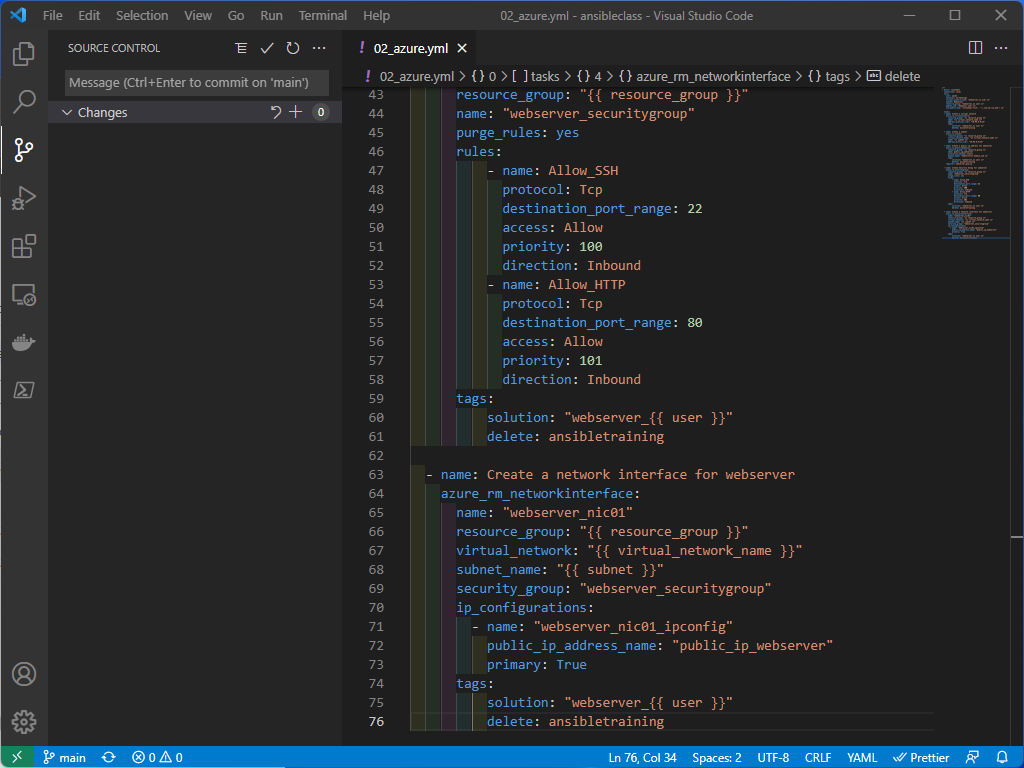 File Edit Selection View Go Run Terminal Help 02_azure.yml - ansibleclass - Visual Studio Code
SOURCE CONTROL
Message (Ctrl+Enter to commit on 'main')
Changes 0
02_azure.yml
02_azure.yml > {} 0 > [ ] tasks > {} 4 > {} azure_rm_networkinterface > {} tags > abc delete
43 resource_group: "{{ resource_group }}"
44 name: "webserver_securitygroup"
45 purge_rules: yes
46 rules:
47 - name: Allow_SSH
48 protocol: Tcp
49 destination_port_range: 22
50 access: Allow
51 priority: 100
52 direction: Inbound
53 - name: Allow_HTTP
54 protocol: Tcp
55 destination_port_range: 80
56 access: Allow
57 priority: 101
58 direction: Inbound
59 tags:
60 solution: "webserver_{{ user }}"
61 delete: ansibletraining
62
63 - name: Create a network interface for webserver
64 azure_rm_networkinterface:
65 name: "webserver_nic01"
66 resource_group: "{{ resource_group }}"
67 virtual_network: "{{ virtual_network_name }}"
68 subnet_name: "{{ subnet }}"
69 security_group: "webserver_securitygroup"
70 ip_configurations:
71 - name: "webserver_nic01_ipconfig"
72 public_ip_address_name: "public_ip_webserver"
73 primary: True
74 tags:
75 solution: "webserver_{{ user }}"
76 delete: ansibletraining
main 0 0 Ln 76, Col 34 Spaces: 2 UTF-8 CRLF YAML Prettier